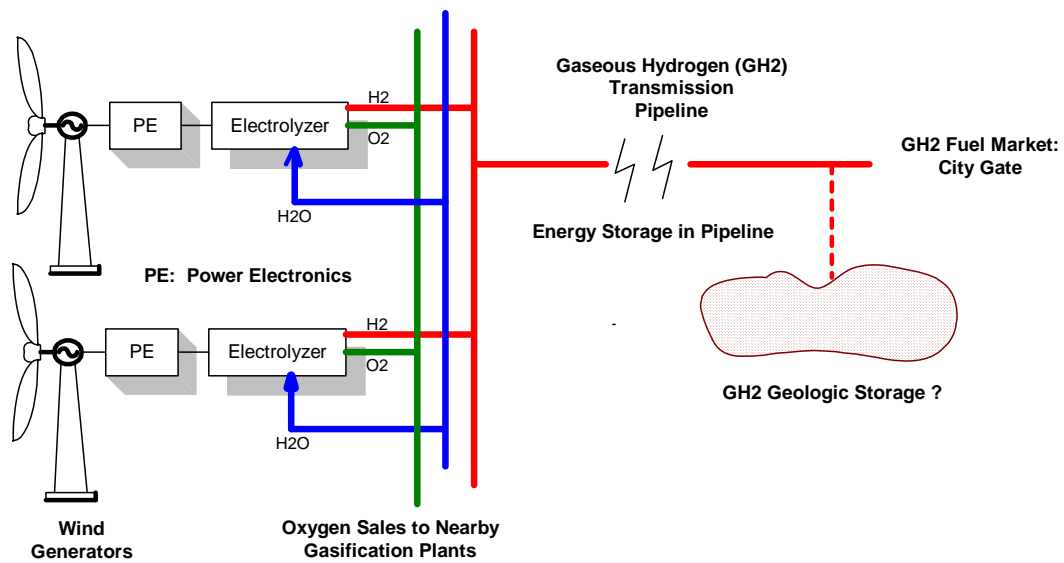 Gaseous Hydrogen (GH2)
Transmission
Pipeline
H2
PE
Electrolyzer
O2
GH2 Fuel Market:
City Gate
H2O
Energy Storage in Pipeline
PE:  Power Electronics
H2
PE
Electrolyzer
O2
GH2 Geologic Storage ?
H2O
Wind
Generators
Oxygen Sales to Nearby
Gasification Plants